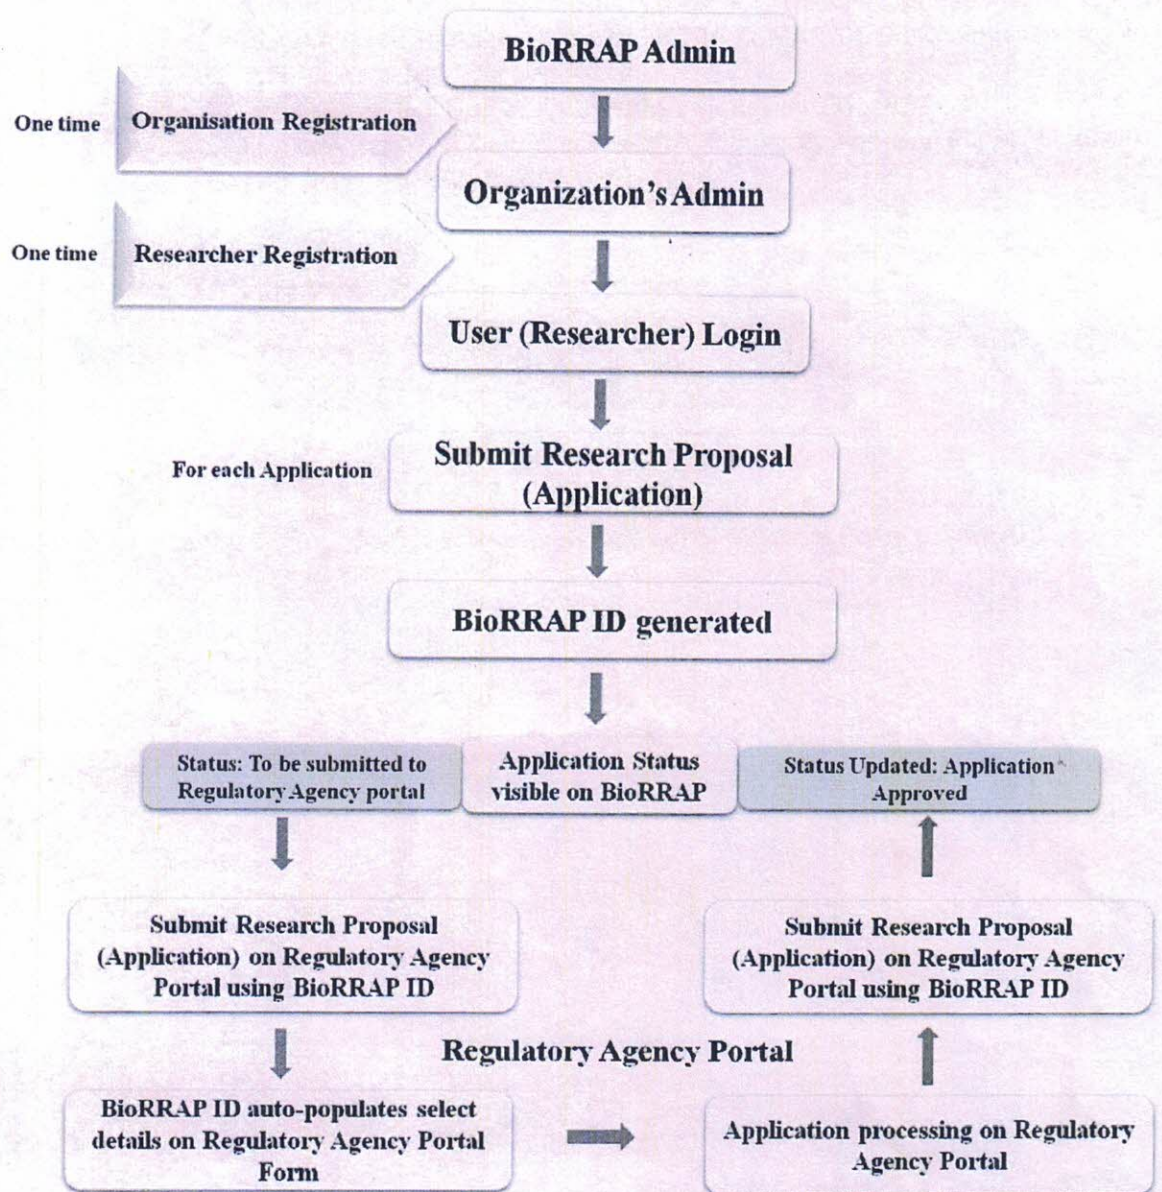 BioRRAP Admin
One time
Organisation Registration
Organization's Admin
One time
Researcher Registration
User (Researcher) Login
For each Application
Submit Research Proposal
(Application)
BioRRAP ID generated
Status: To be submitted to
Regulatory Agency portal
Application Status
visible on BioRRAP
Status Updated: Application
Approved
Submit Research Proposal
(Application) on Regulatory Agency
Portal using BioRRAP ID
Submit Research Proposal
(Application) on Regulatory Agency
Portal using BioRRAP ID
Regulatory Agency Portal
BioRRAP ID auto-populates select
details on Regulatory Agency Portal
Form
Application processing on Regulatory
Agency Portal